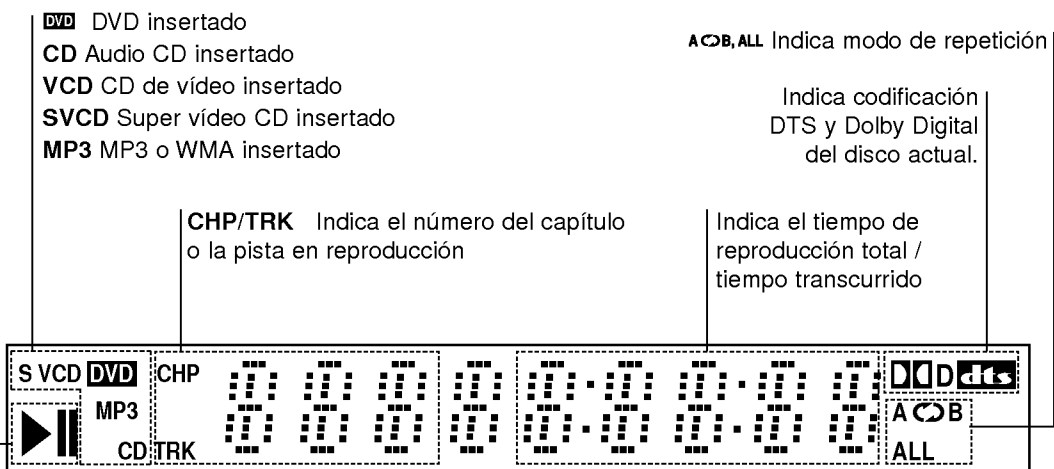 DVD DVD insertado
CD Audio CD insertado
VCD CD de vídeo insertado
SVCD Super vídeo CD insertado
MP3 MP3 o WMA insertado
A B, ALL Indica modo de repetición
Indica codificación
DTS y Dolby Digital
del disco actual.
CHP/TRK Indica el número del capítulo
o la pista en reproducción
Indica el tiempo de
reproducción total /
tiempo transcurrido
S VCD DVD CHP
D dts
MP3
A B
CD TRK
ALL